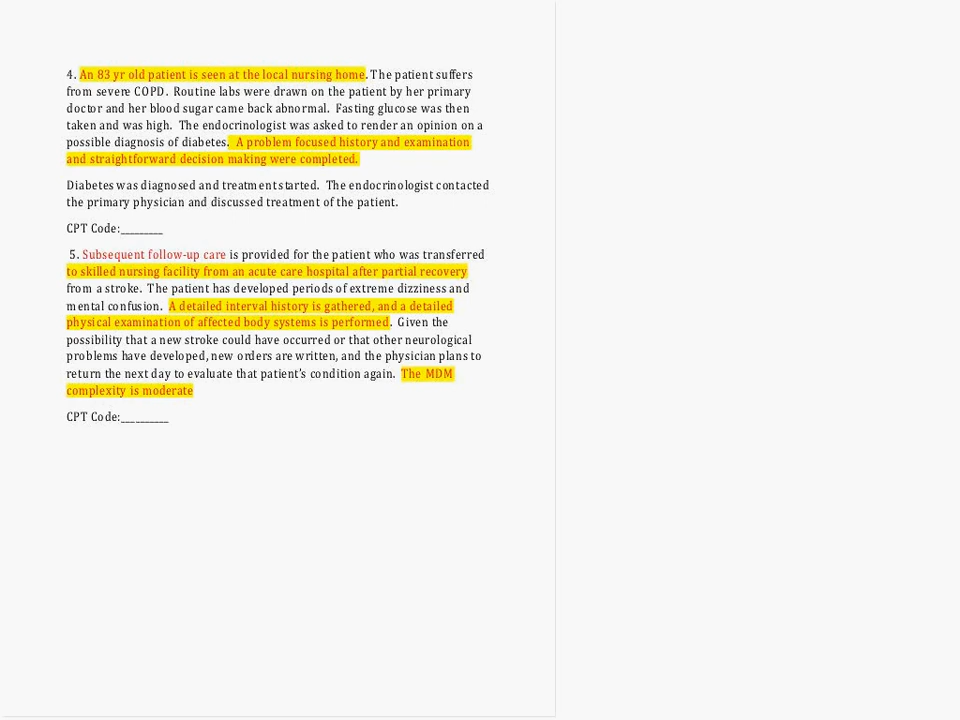 4. An 83 yr old patient is seen at the local nursing home. The patient suffers
from severe COPD. Routine labs were drawn on the patient by her primary
doctor and her blood sugar came back abnormal. Fasting glucose was then
taken and was high. The endocrinologist was asked to render an opinion on a
possible diagnosis of diabetes. A problem focused history and examination
and straightforward decision making were completed.
Diabetes was diagnosed and treatment started. The endocrinologist contacted
the primary physician and discussed treatment of the patient.
CPT Code:_________
5. Subsequent follow-up care is provided for the patient who was transferred
to skilled nursing facility from an acute care hospital after partial recovery
from a stroke. The patient has developed periods of extreme dizziness and
mental confusion. A detailed interval history is gathered, and a detailed
physical examination of affected body systems is performed. Given the
possibility that a new stroke could have occurred or that other neurological
problems have developed, new orders are written, and the physician plans to
return the next day to evaluate that patient's condition again. The MDM
complexity is moderate
CPT Code:__________